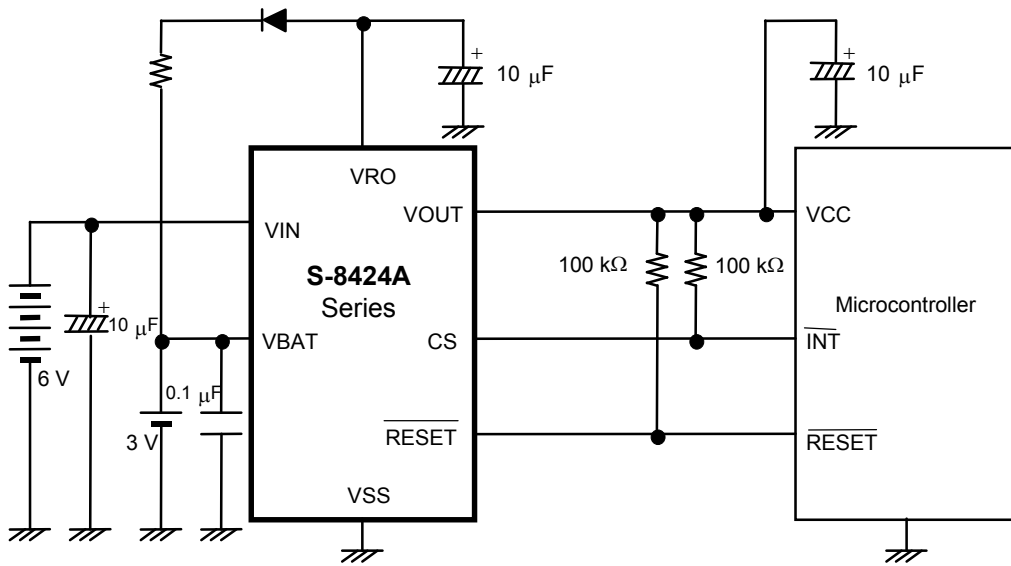 +
10 μF
+
10 μF
VRO
VOUT
VCC
VIN
100 kΩ
100 kΩ
S-8424A
Series
Microcontroller
+
10 μF
VBAT
CS
INT
6 V
0.1 μF
3 V
RESET
RESET
VSS